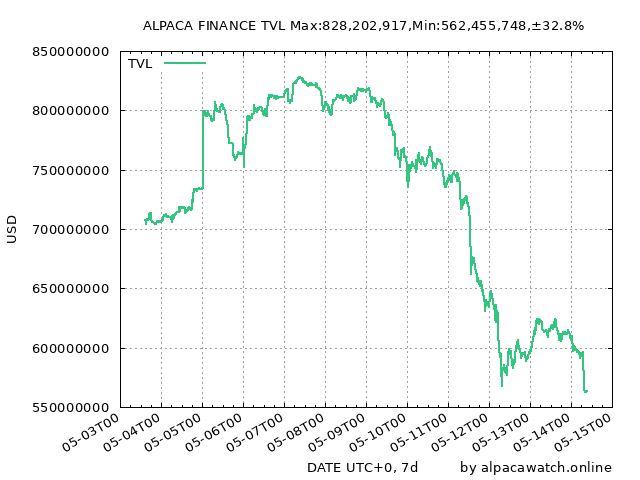 ALPACA FINANCE TVL Max:828,202,917,Min:562,455,748,±32.8%
850000000
TVL
800000000
750000000
700000000
650000000
600000000
550000000
USD
05-03T00
05-04T00
05-05T00
05-06T00
05-07T00
05-08T00
05-09T00
05-10T00
05-11T00
05-12T00
05-13T00
05-14T00
05-15T00
DATE UTC+0, 7d
by alpacawatch.online